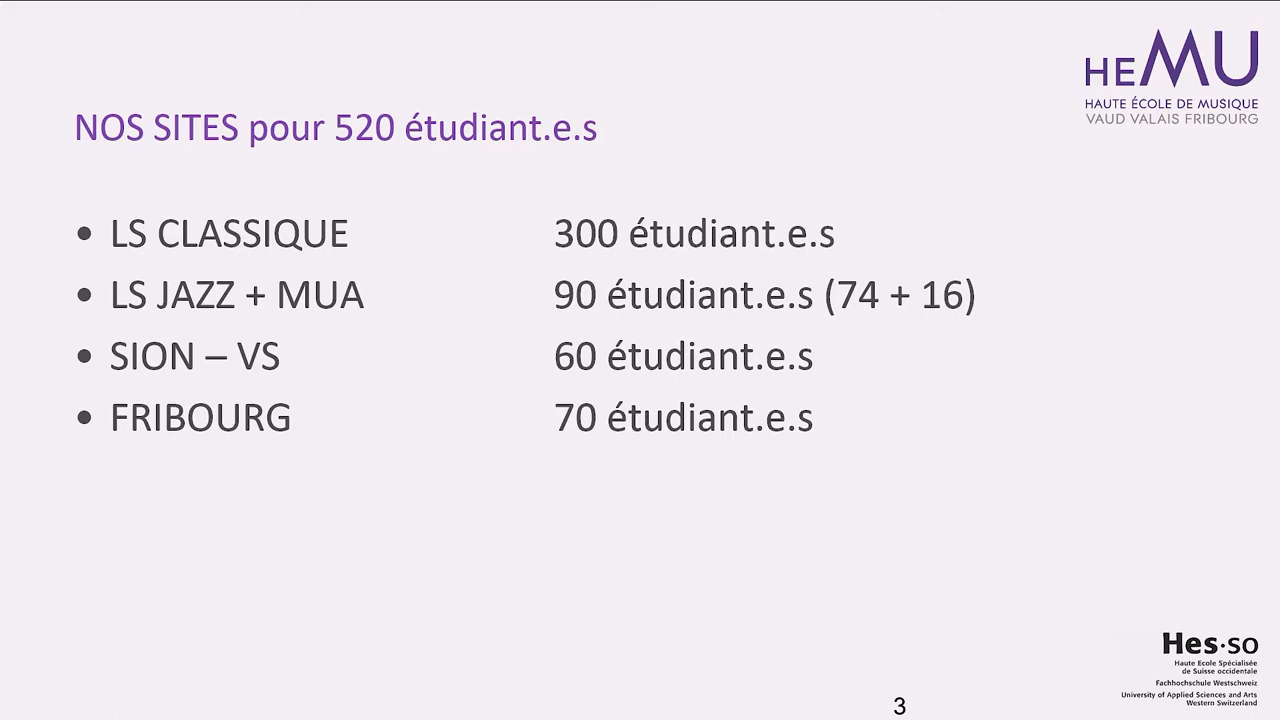 HEMU
HAUTE ÉCOLE DE MUSIQUE
VAUD VALAIS FRIBOURG
NOS SITES pour 520 étudiant.e.s
• LS CLASSIQUE 300 étudiant.e.s
• LS JAZZ + MUA 90 étudiant.e.s (74 + 16)
• SION – VS 60 étudiant.e.s
• FRIBOURG 70 étudiant.e.s
Hes·so
Haute Ecole Spécialisée
de Suisse occidentale
Fachhochschule Westschweiz
University of Applied Sciences and Arts
Western Switzerland
3